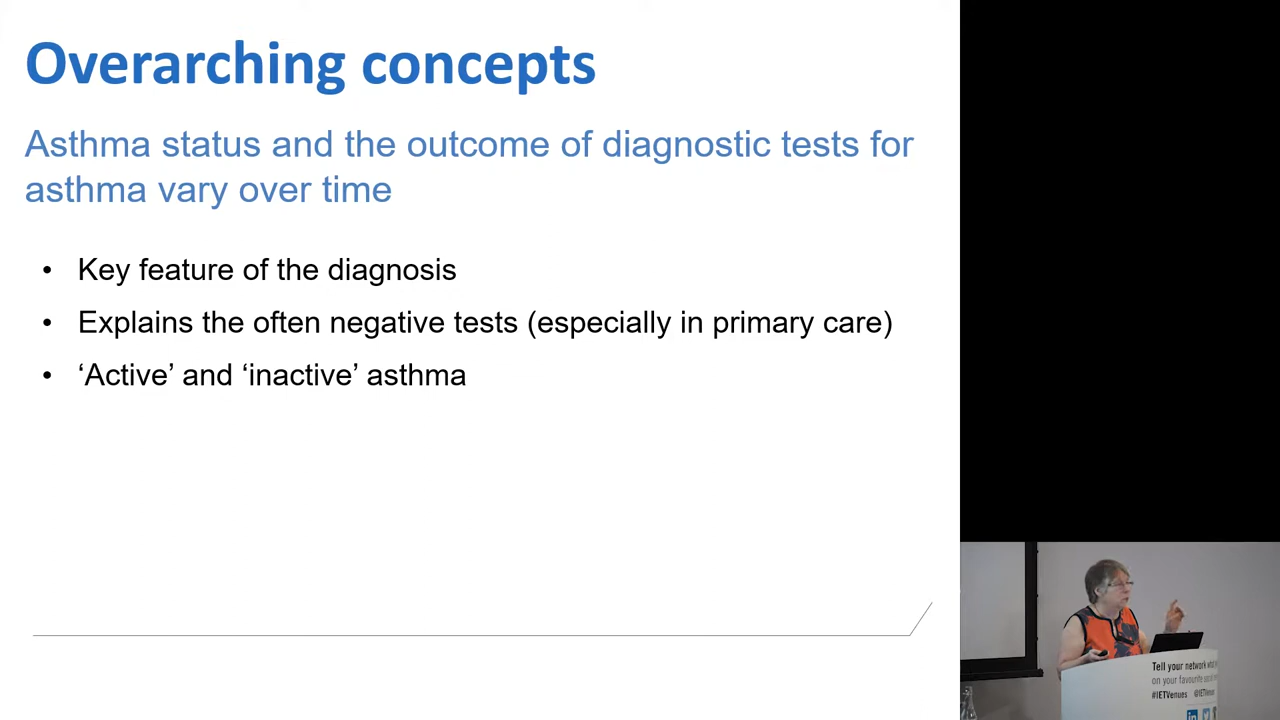 Overarching concepts
Asthma status and the outcome of diagnostic tests for
asthma vary over time
• Key feature of the diagnosis
• Explains the often negative tests (especially in primary care)
• ‘Active’ and ‘inactive’ asthma
Tell your network
on your favourite social
#IETVenues @IETVenues